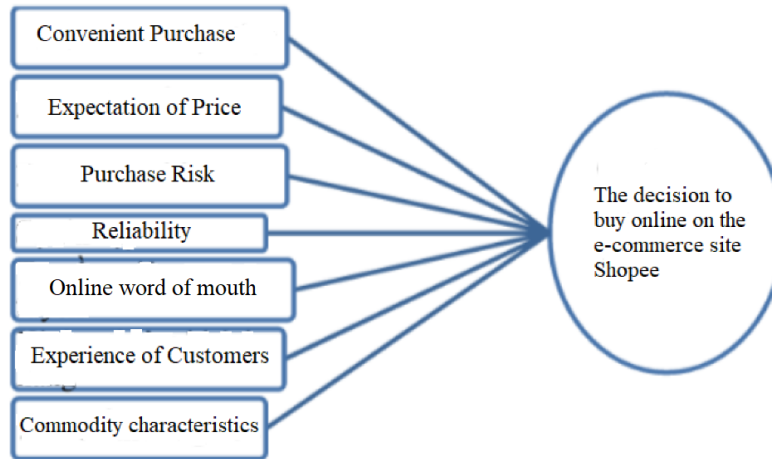 Convenient Purchase
Expectation of Price
Purchase Risk
Reliability
Online word of mouth
Experience of Customers
Commodity characteristics
The decision to
buy online on the
e-commerce site
Shopee